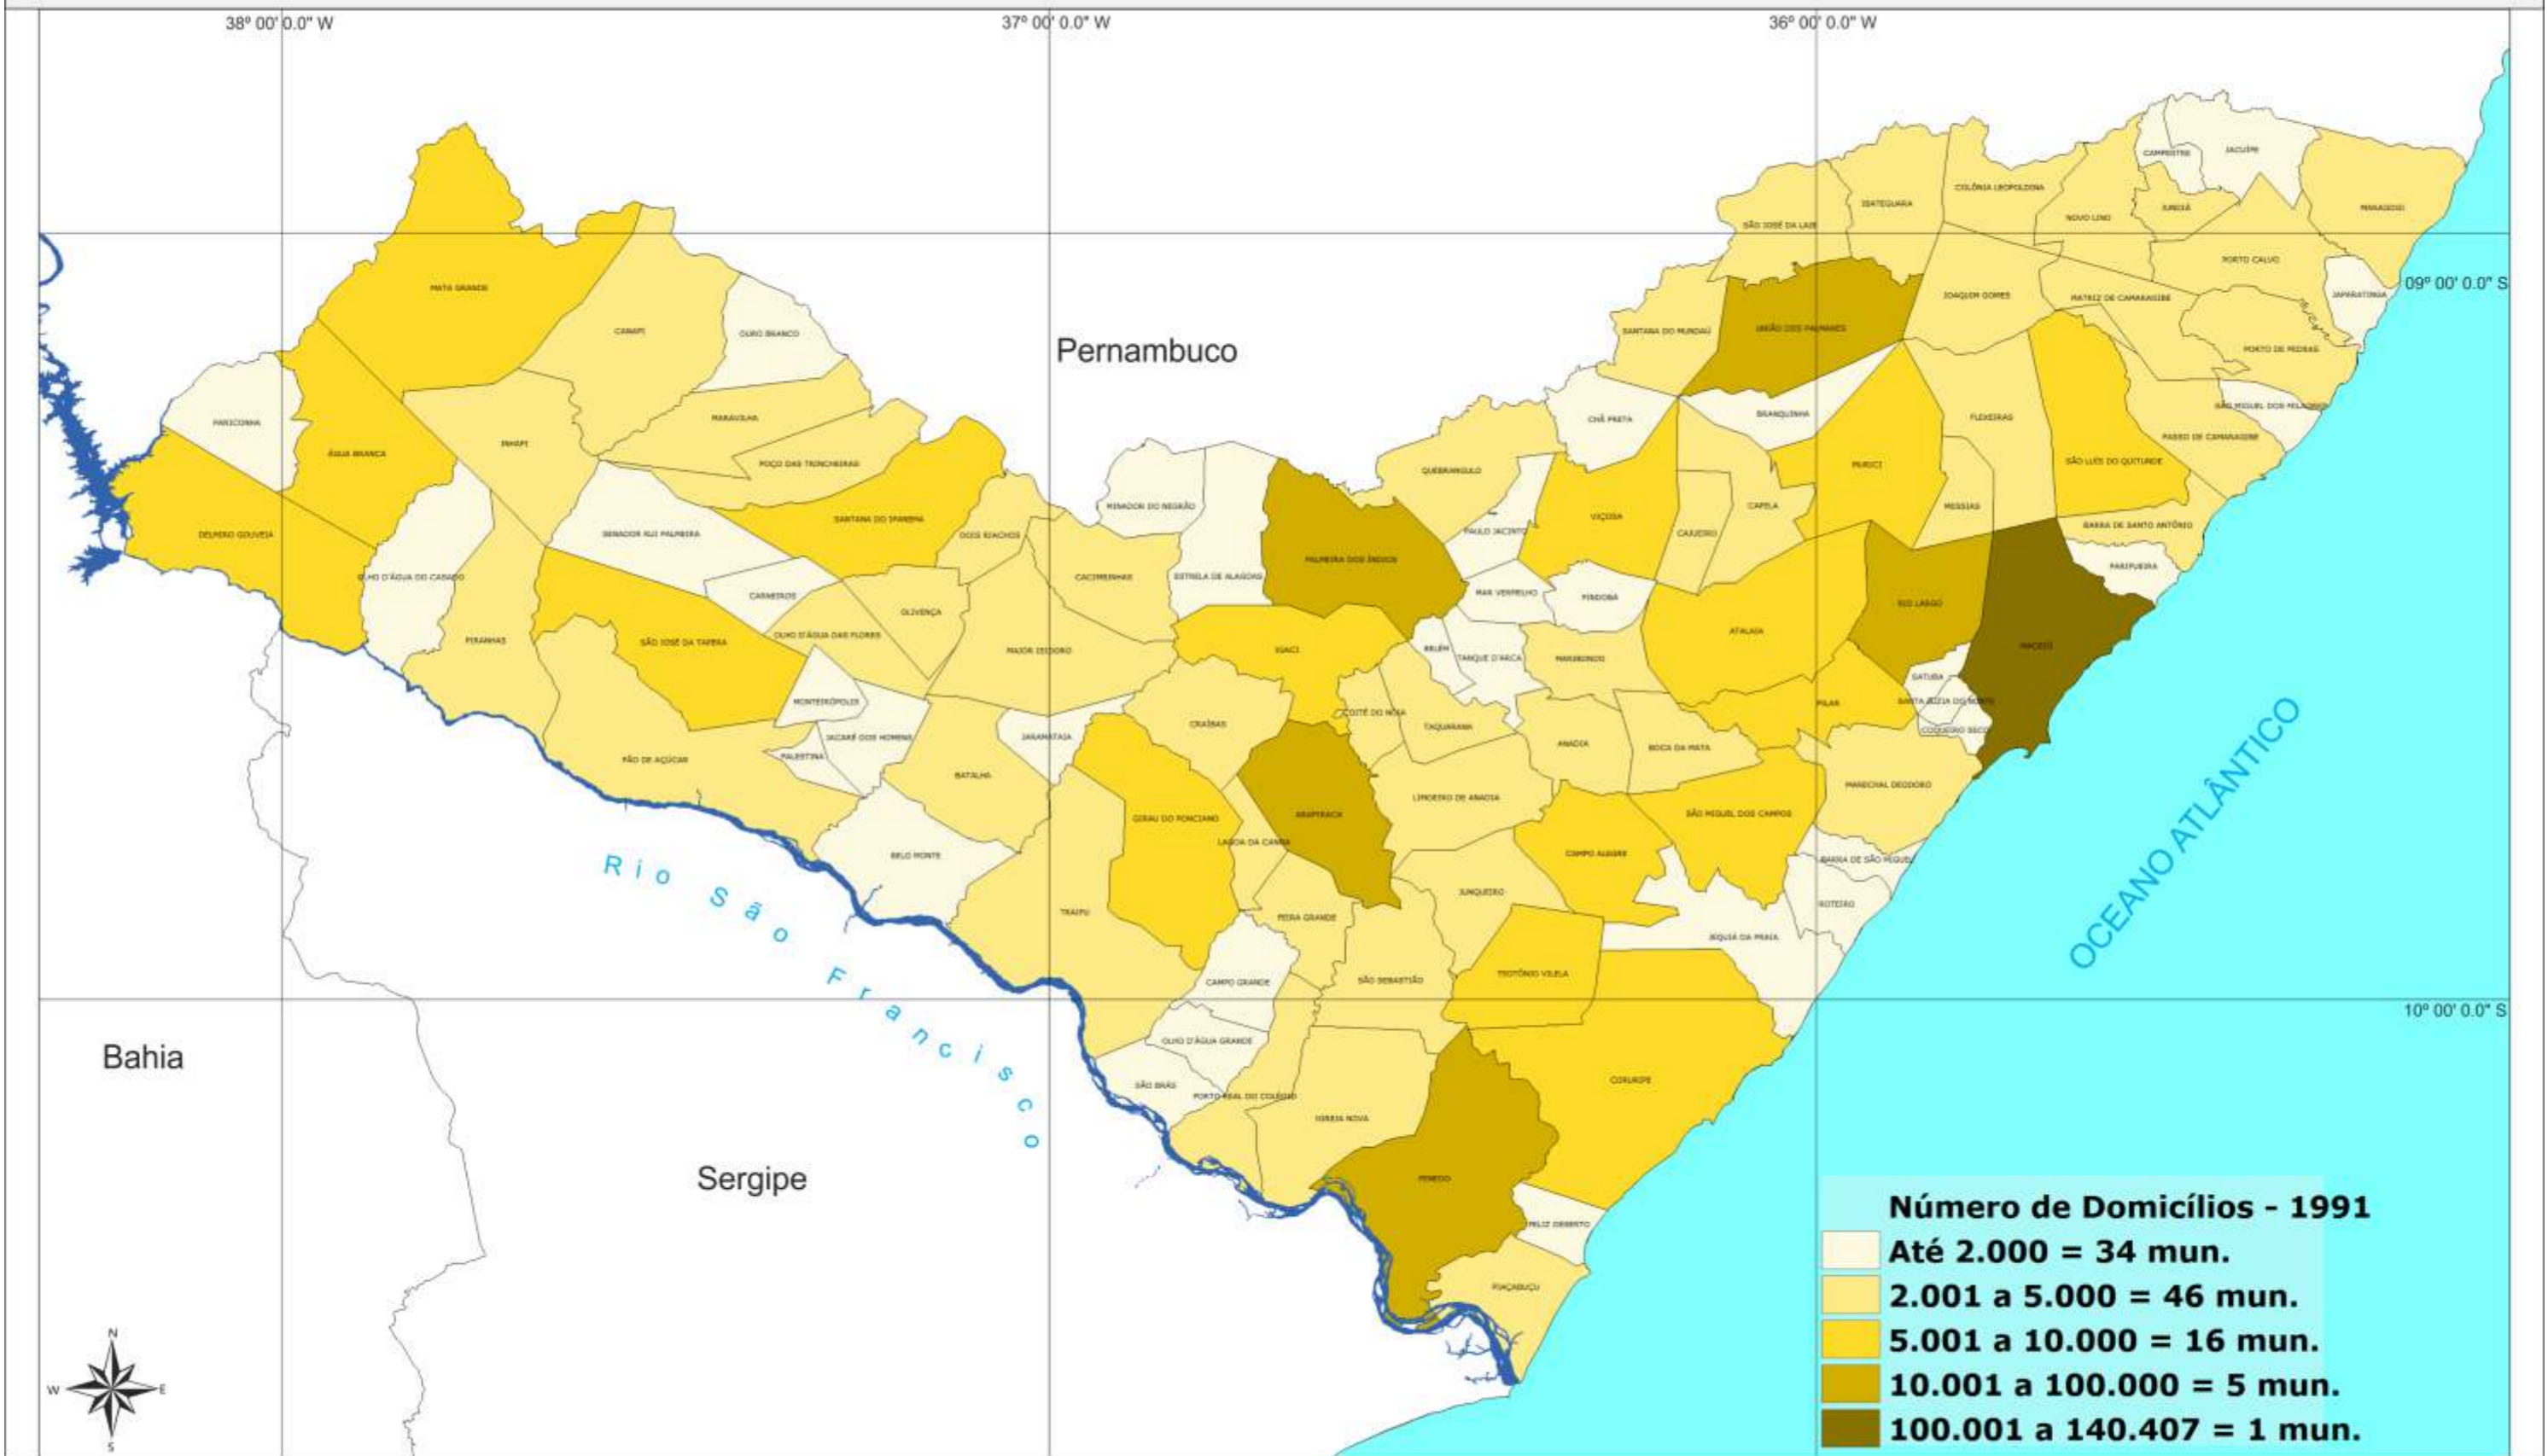 38º 00' 0.0" W
37º 00' 0.0" W
36º 00' 0.0" W
CAMPESTRE
JACUÍPE
COLÔNIA LEOPOLDINA
IBATEGUARA
JUNDIÁ
MARAGOGI
NOVO LINO
SÃO JOSÉ DA LAJE
PORTO CALVO
09º 00' 0.0" S
MATA GRANDE
JOAQUIM GOMES
MATRIZ DE CAMARAGIBE
JAPARATINGA
CANAPI
OURO BRANCO
SANTANA DO MUNDAÚ
UNIÃO DOS PALMARES
Pernambuco
PORTO DE PEDRAS
SÃO MIGUEL DOS MILAGRES
MARAVILHA
CHÃ PRETA
BRANQUINHA
FLEXEIRAS
PARICONHA
PASSO DE CAMARAGIBE
INHAPI
ÁGUA BRANCA
POÇO DAS TRINCHEIRAS
QUEBRANGULO
MURICI
SÃO LUÍS DO QUITUNDE
MINADOR DO NEGRÃO
CAPELA
MESSIAS
SANTANA DO IPANEMA
VIÇOSA
BARRA DE SANTO ANTÔNIO
DELMIRO GOUVEIA
SENADOR RUI PALMEIRA
DOIS RIACHOS
PAULO JACINTO
CAJUEIRO
PALMEIRA DOS ÍNDIOS
PARIPUEIRA
OLHO D'ÁGUA DO CASADO
CACIMBINHAS
ESTRELA DE ALAGOAS
CARNEIROS
MAR VERMELHO
PINDOBA
RIO LARGO
OLIVENÇA
PIRANHAS
SÃO JOSÉ DA TAPERA
OLHO D'ÁGUA DAS FLORES
ATALAIA
MAJOR ISIDORO
IGACI
BELÉM
TANQUE D'ARCA
MARIBONDO
MACEIÓ
SATUBA
MONTEIRÓPOLIS
SANTA LUZIA DO NORTE
PILAR
CRAÍBAS
COITÉ DO NÓIA
TAQUARANA
COQUEIRO SECO
JACARÉ DOS HOMENS
JARAMATAIA
ANADIA
BOCA DA MATA
PÃO DE AÇÚCAR
PALESTINA
BATALHA
MARECHAL DEODORO
LIMOEIRO DE ANADIA
GIRAU DO PONCIANO
ARAPIRACA
SÃO MIGUEL DOS CAMPOS
OCEANO ATLÂNTICO
LAGOA DA CANOA
BELO MONTE
CAMPO ALEGRE
BARRA DE SÃO MIGUEL
Rio São Francisco
JUNQUEIRO
ROTEIRO
TRAIPU
FEIRA GRANDE
JEQUIÁ DA PRAIA
TEOTÔNIO VILELA
CAMPO GRANDE
SÃO SEBASTIÃO
10º 00' 0.0" S
OLHO D'ÁGUA GRANDE
Bahia
SÃO BRÁS
CORURIPE
PORTO REAL DO COLÉGIO
IGREJA NOVA
Sergipe
PENEDO
FELIZ DESERTO
PIAÇABUÇU
Número de Domicílios - 1991
Até 2.000 = 34 mun.
2.001 a 5.000 = 46 mun.
5.001 a 10.000 = 16 mun.
10.001 a 100.000 = 5 mun.
100.001 a 140.407 = 1 mun.
N
W
E
S